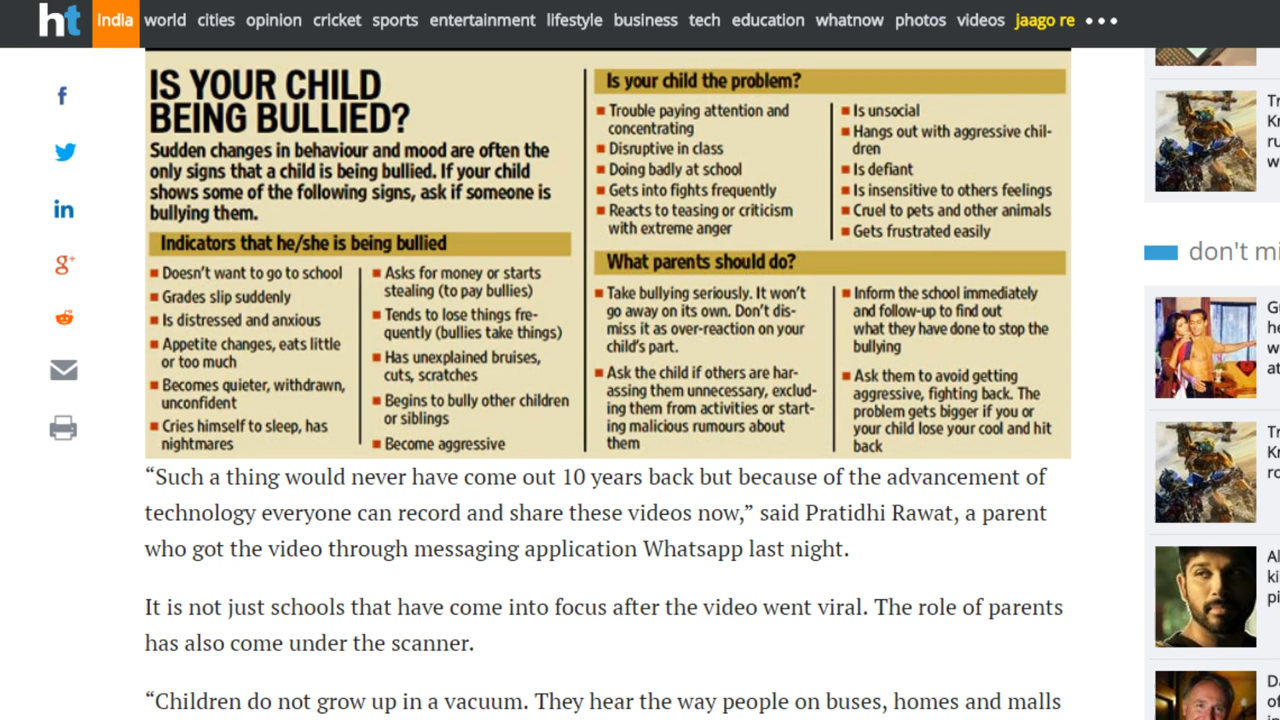 ht india world cities opinion cricket sports entertainment lifestyle business tech education whatnow photos videos jaago re
IS YOUR CHILD
BEING BULLIED?
Sudden changes in behaviour and mood are often the
only signs that a child is being bullied. If your child
shows some of the following signs, ask if someone is
bullying them.
Indicators that he/she is being bullied
Doesn't want to go to school
Grades slip suddenly
Is distressed and anxious
Appetite changes, eats little
or too much
Becomes quieter, withdrawn,
unconfident
Cries himself to sleep, has
nightmares
Asks for money or starts
stealing (to pay bullies)
Tends to lose things fre-
quently (bullies take things)
Has unexplained bruises,
cuts, scratches
Begins to bully other children
or siblings
Become aggressive
Is your child the problem?
Trouble paying attention and
concentrating
Disruptive in class
Doing badly at school
Gets into fights frequently
Reacts to teasing or criticism
with extreme anger
Is unsocial
Hangs out with aggressive chil-
dren
Is defiant
Is insensitive to others feelings
Cruel to pets and other animals
Gets frustrated easily
What parents should do?
Take bullying seriously. It won't
go away on its own. Don't dis-
miss it as over-reaction on your
child's part.
Ask the child if others are har-
assing them unnecessary, exclud-
ing them from activities or start-
ing malicious rumours about
them
Inform the school immediately
and follow-up to find out
what they have done to stop the
bullying
Ask them to avoid getting
aggressive, fighting back. The
problem gets bigger if you or
your child lose your cool and hit
back
“Such a thing would never have come out 10 years back but because of the advancement of
technology everyone can record and share these videos now,” said Pratidhi Rawat, a parent
who got the video through messaging application Whatsapp last night.
It is not just schools that have come into focus after the video went viral. The role of parents
has also come under the scanner.
“Children do not grow up in a vacuum. They hear the way people on buses, homes and malls
f
in
g+
don't mi